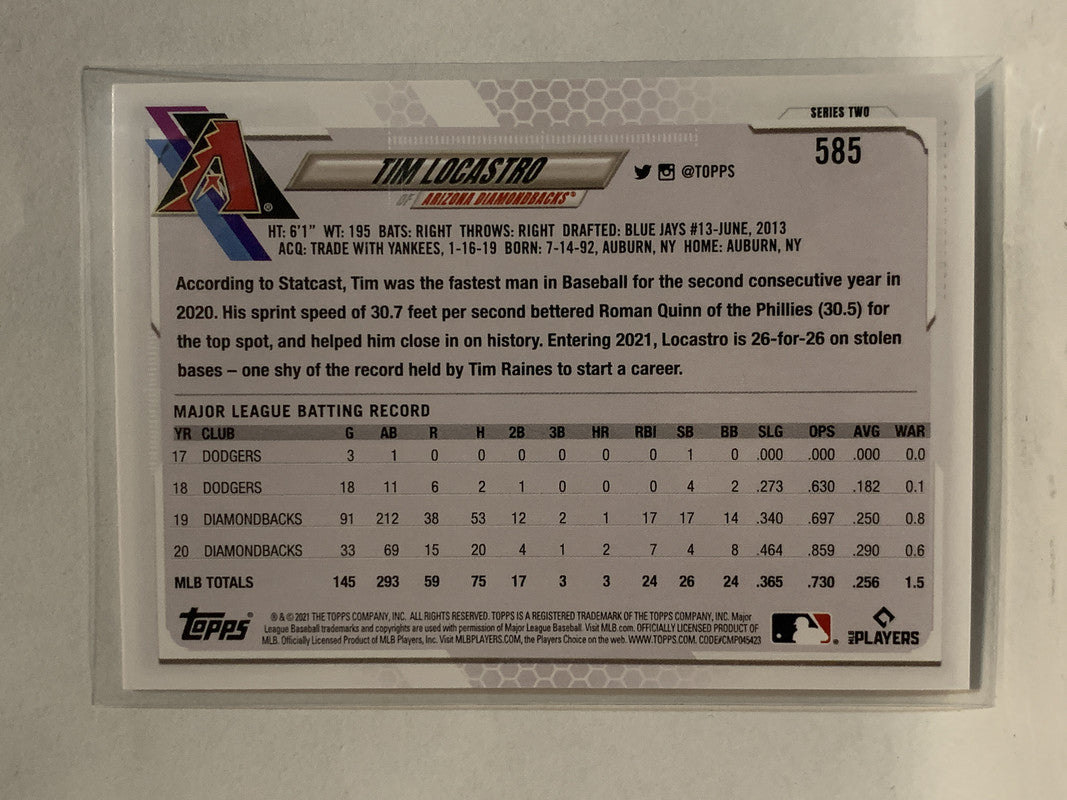 SERIES TWO
585
TIM LOCASTRO
@TOPPS
OF ARIZONA DIAMONDBACKS®
HT: 6'1" WT: 195 BATS: RIGHT THROWS: RIGHT DRAFTED: BLUE JAYS #13-JUNE, 2013
ACQ: TRADE WITH YANKEES, 1-16-19 BORN: 7-14-92, AUBURN, NY HOME: AUBURN, NY
According to Statcast, Tim was the fastest man in Baseball for the second consecutive year in
2020. His sprint speed of 30.7 feet per second bettered Roman Quinn of the Phillies (30.5) for
the top spot, and helped him close in on history. Entering 2021, Locastro is 26-for-26 on stolen
bases – one shy of the record held by Tim Raines to start a career.
MAJOR LEAGUE BATTING RECORD
YR CLUB G AB R H 2B 3B HR RBI SB BB SLG OPS AVG WAR
17 DODGERS 3 1 0 0 0 0 0 0 1 0 .000 .000 .000 0.0
18 DODGERS 18 11 6 2 1 0 0 0 4 2 .273 .630 .182 0.1
19 DIAMONDBACKS 91 212 38 53 12 2 1 17 17 14 .340 .697 .250 0.8
20 DIAMONDBACKS 33 69 15 20 4 1 2 7 4 8 .464 .859 .290 0.6
MLB TOTALS 145 293 59 75 17 3 3 24 26 24 .365 .730 .256 1.5
TOPPS®
® & © 2021 THE TOPPS COMPANY, INC. ALL RIGHTS RESERVED. TOPPS IS A REGISTERED TRADEMARK OF THE TOPPS COMPANY, INC. Major
League Baseball trademarks and copyrights are used with permission of Major League Baseball. Visit MLB.com. OFFICIALLY LICENSED PRODUCT OF
MLB. Officially Licensed Product of MLB Players, Inc. Visit MLBPLAYERS.COM, the Players Choice on the web. WWW.TOPPS.COM. CODE#CMP045423
MLB PLAYERS